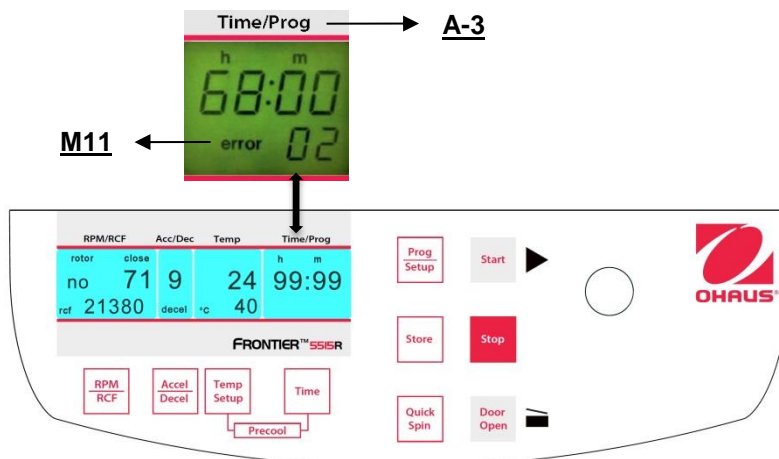 Time/Prog
A-3
h m
68:00
M11
error 02
RPM/RCF Acc/Dec Temp Time/Prog
rotor close h m
no 71 9 24 99:99
rcf 21380 decel °C 40
FRONTIER™ 5515R
RPM
RCF
Accel
Decel
Temp
Setup
Time
Precool
Prog
Setup
Start
Store
Stop
Quick
Spin
Door
Open
OHAUS®